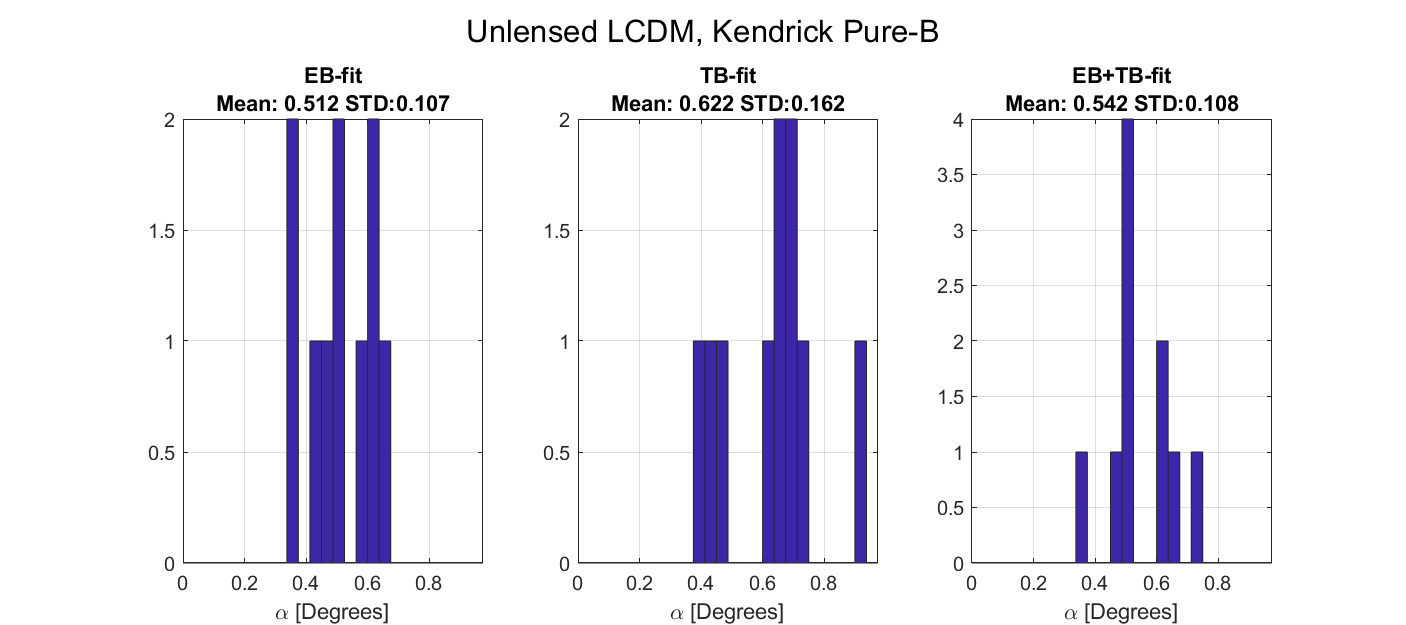 Unlensed LCDM, Kendrick Pure-B
EB-fit
Mean: 0.512 STD:0.107
2
1.5
1
0.5
0
0 0.2 0.4 0.6 0.8
α [Degrees]
TB-fit
Mean: 0.622 STD:0.162
2
1.5
1
0.5
0
0 0.2 0.4 0.6 0.8
α [Degrees]
EB+TB-fit
Mean: 0.542 STD:0.108
4
3.5
3
2.5
2
1.5
1
0.5
0
0 0.2 0.4 0.6 0.8
α [Degrees]